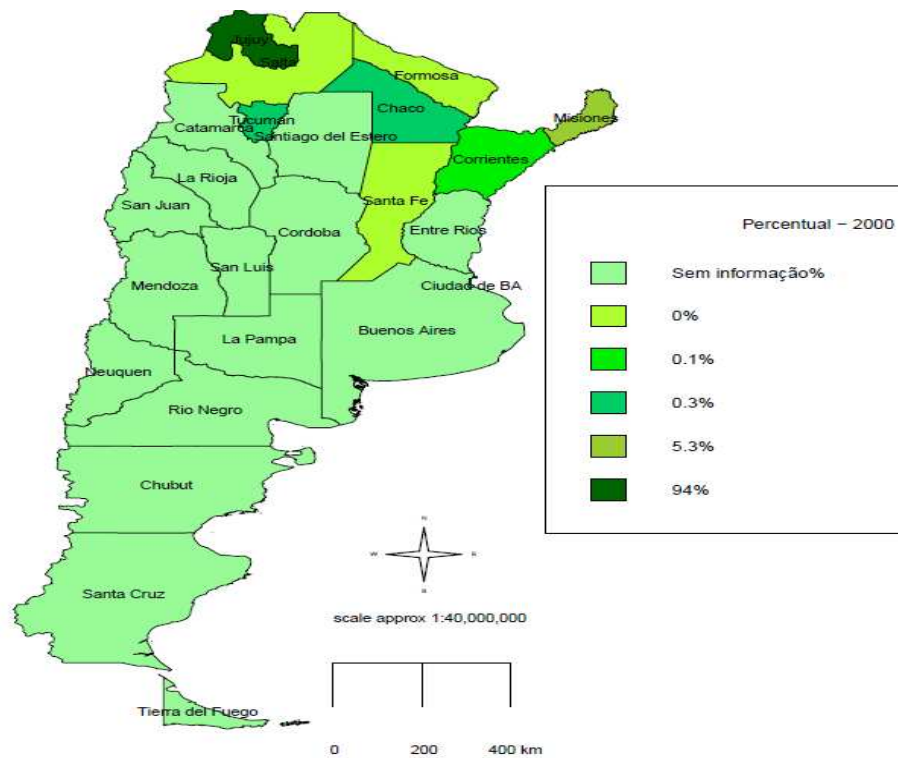 Jujuy
Salta
Formosa
Chaco
Misiones
Tucuman
Catamarca
Santiago del Estero
Corrientes
La Rioja
San Juan
Santa Fe
Cordoba
Entre Rios
San Luis
Mendoza
Ciudad de BA
Buenos Aires
La Pampa
Neuquen
Rio Negro
Chubut
Santa Cruz
Tierra del Fuego
Percentual − 2000
Sem informação%
0%
0.1%
0.3%
5.3%
94%
N
W
E
S
scale approx 1:40,000,000
0 200 400 km